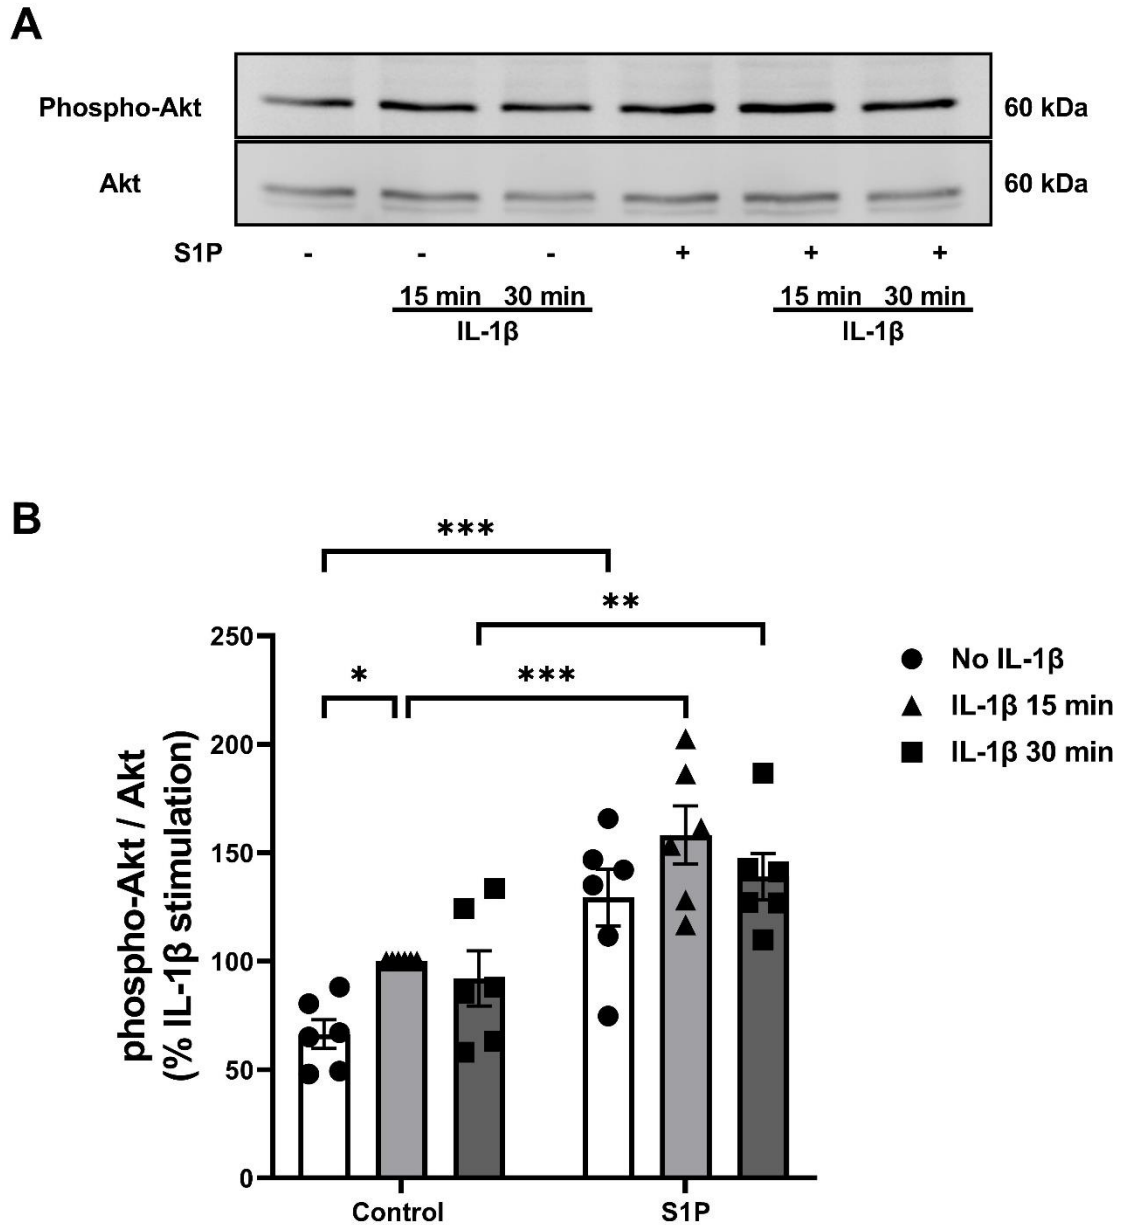 A
Phospho-Akt
60 kDa
Akt
60 kDa
S1P - - - + + +
15 min 30 min 15 min 30 min
IL-1β IL-1β
B
***
**
* ***
250
200
150
100
50
0
phospho-Akt / Akt
(% IL-1β stimulation)
No IL-1β
IL-1β 15 min
IL-1β 30 min
Control S1P